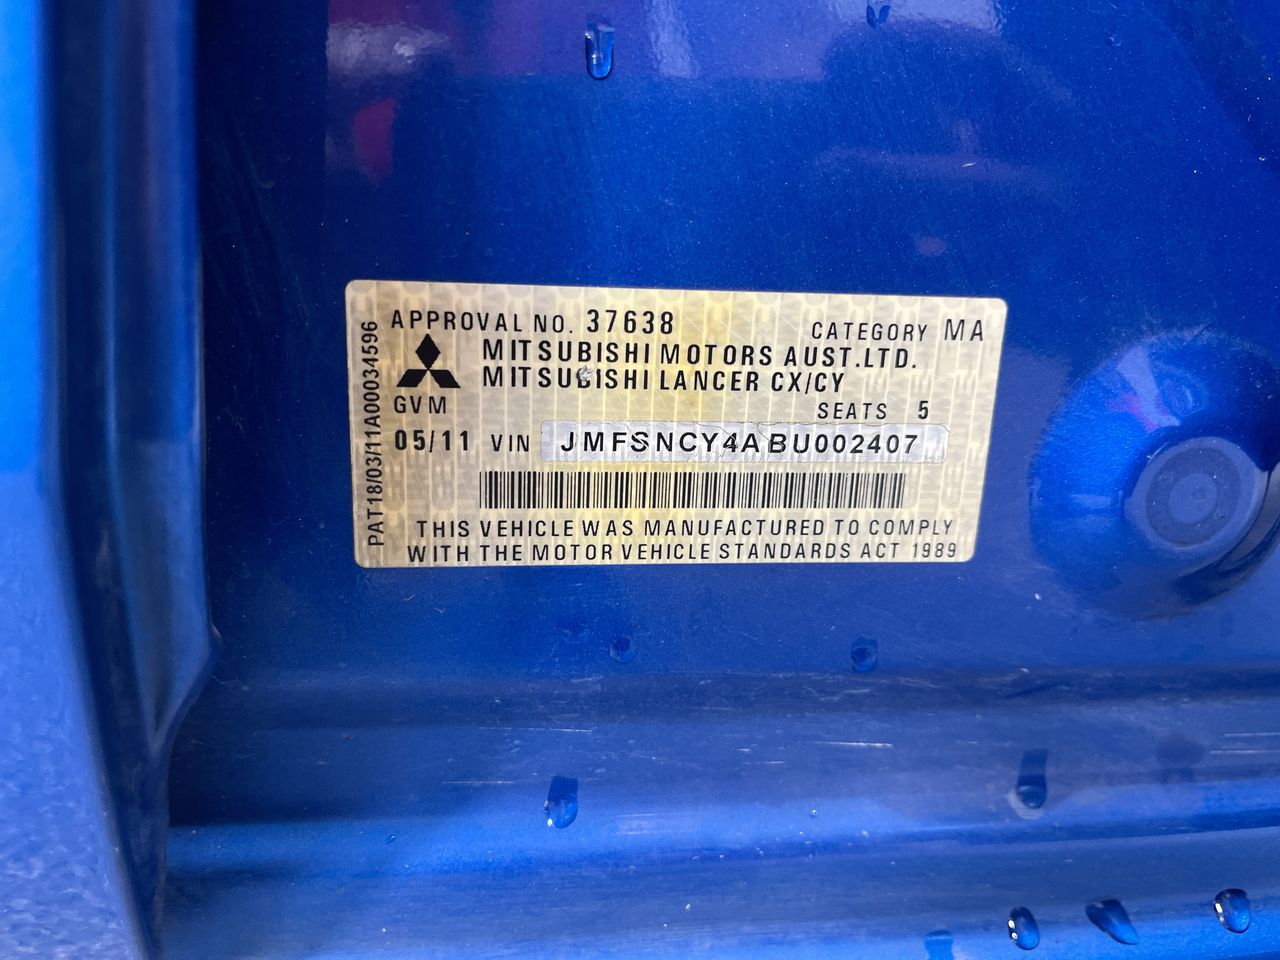 APPROVAL NO. 37638 CATEGORY MA
MITSUBISHI MOTORS AUST.LTD.
MITSUBISHI LANCER CX/CY
GVM SEATS 5
05/11 VIN JMFSNCY4ABU002407
THIS VEHICLE WAS MANUFACTURED TO COMPLY
WITH THE MOTOR VEHICLE STANDARDS ACT 1989
PAT18/03/11A00034596